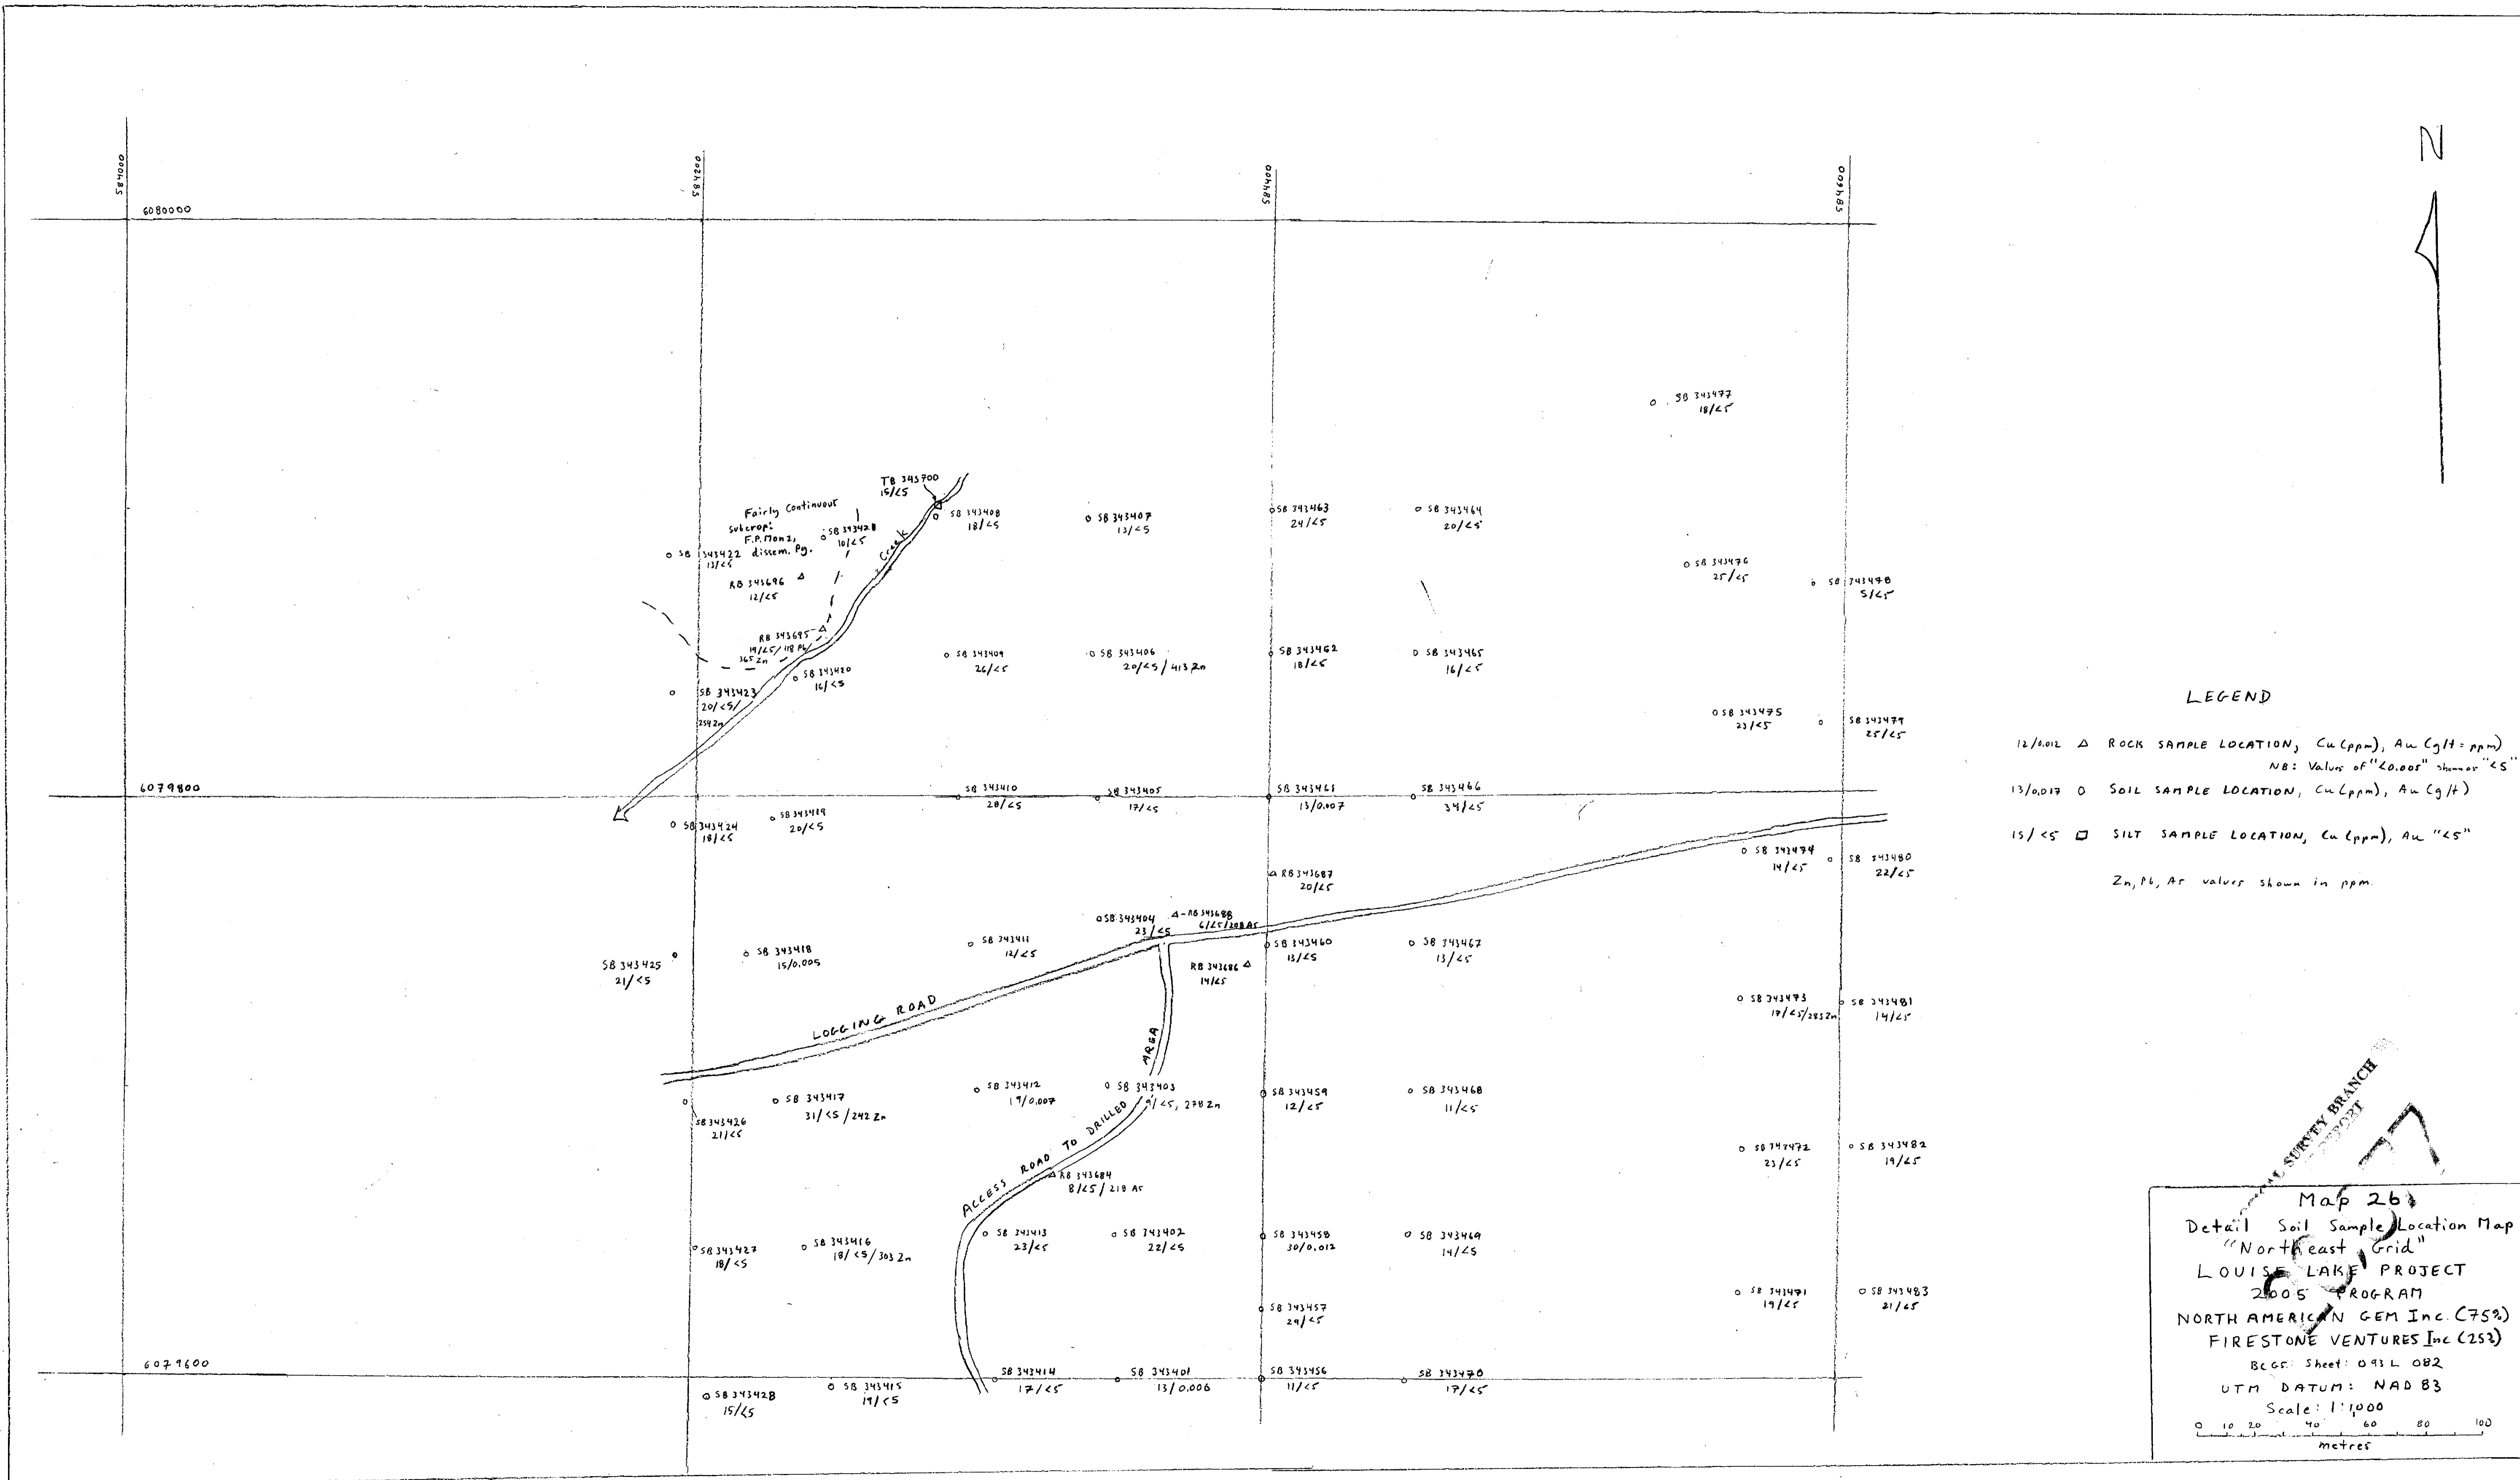 584000
584200
584400
584600
N
6080000
SB 343477
18/<5
TB 343700
15/<5
Fairly Continuous
subcrop:
F.P. Monz,
dissem. Py.
10/<5
SB 343422
13/<5
SB 343408
18/<5
SB 343407
13/<5
SB 343463
24/<5
SB 343464
20/<5
Creek
RB 343696
12/<5
SB 343476
25/<5
SB 343478
5/<5
RB 343695
19/<5/118 Pb/
365 Zn
SB 343420
16/<5
SB 343409
26/<5
SB 343406
20/<5/413 Zn
SB 343462
18/<5
SB 343465
16/<5
SB 343423
20/<5/
254 Zn
SB 343475
23/<5
SB 343479
25/<5
6079800
SB 343410
28/<5
SB 343405
17/<5
SB 343461
13/0.007
SB 343466
34/<5
SB 343424
18/<5
SB 343419
20/<5
SB 343474
14/<5
SB 343480
22/<5
RB 343687
20/<5
SB 343404
23/<5
RB 343688
6/<5/208 As
SB 343425
21/<5
SB 343418
15/0.005
SB 343411
12/<5
RB 343686
14/<5
SB 343460
13/<5
SB 343467
13/<5
SB 343473
17/<5/283 Zn
SB 343481
14/<5
LOGGING ROAD
ACCESS ROAD TO DRILLED AREA
SB 343426
21/<5
SB 343417
31/<5/242 Zn
SB 343412
19/0.007
SB 343403
9/<5, 278 Zn
SB 343459
12/<5
SB 343468
11/<5
SB 343472
23/<5
SB 343482
19/<5
RB 343684
8/<5/218 As
SB 343427
18/<5
SB 343416
18/<5/303 Zn
SB 343413
23/<5
SB 343402
22/<5
SB 343458
30/0.012
SB 343469
14/<5
SB 343457
29/<5
SB 343471
19/<5
SB 343483
21/<5
6079600
SB 343428
15/<5
SB 343415
19/<5
SB 343414
17/<5
SB 343401
13/0.006
SB 343456
11/<5
SB 343470
17/<5
LEGEND
12/0.012 △ ROCK SAMPLE LOCATION, Cu (ppm), Au (g/t = ppm)
NB: Values of "<0.005" shown as "<5"
13/0.017 O SOIL SAMPLE LOCATION, Cu (ppm), Au (g/t)
15/<5 □ SILT SAMPLE LOCATION, Cu (ppm), Au "<5"
Zn, Pb, As values shown in ppm.
SURVEY BRANCH
REPORT
Map 2b
Detail Soil Sample Location Map
"Northeast Grid"
LOUISE LAKE PROJECT
2005 PROGRAM
NORTH AMERICAN GEM Inc. (75%)
FIRESTONE VENTURES Inc (25%)
BCGS Sheet: 093L 082
UTM DATUM: NAD 83
Scale: 1:1,000
0 10 20 40 60 80 100
metres